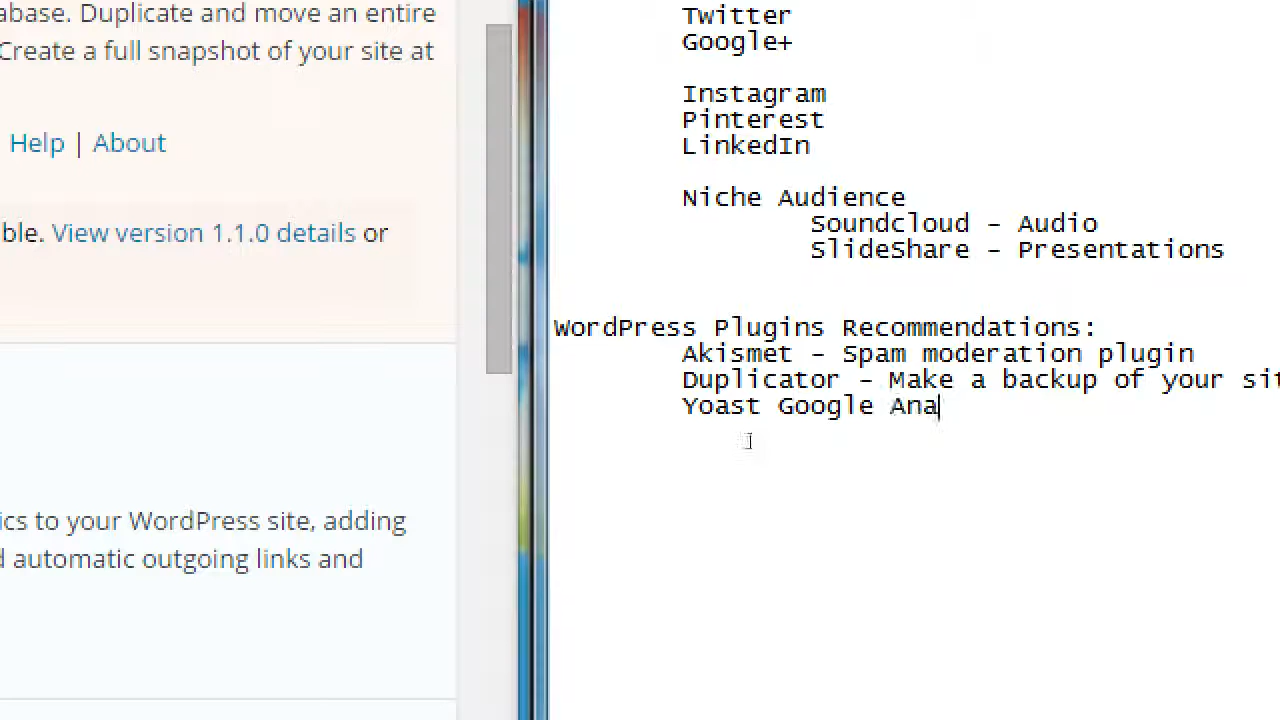 abase. Duplicate and move an entire
Create a full snapshot of your site at
Help | About
ble. View version 1.1.0 details or
ics to your WordPress site, adding
d automatic outgoing links and
Twitter
Google+
Instagram
Pinterest
LinkedIn
Niche Audience
Soundcloud - Audio
SlideShare - Presentations
WordPress Plugins Recommendations:
Akismet - Spam moderation plugin
Duplicator - Make a backup of your sit
Yoast Google Ana